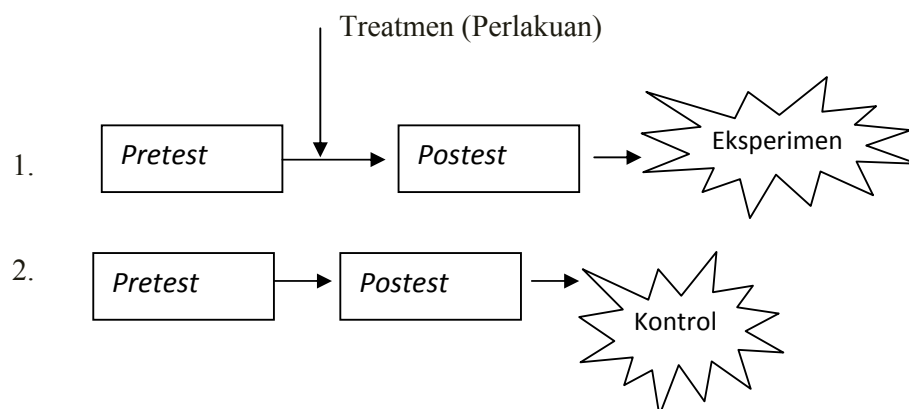 Treatmen (Perlakuan)
1.
Pretest
Postest
Eksperimen
2.
Pretest
Postest
Kontrol